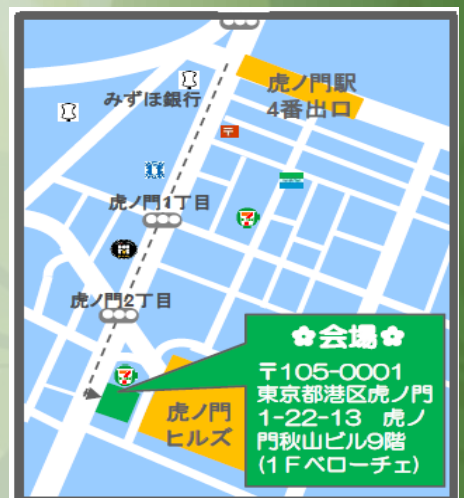 虎ノ門駅
4番出口
みずほ銀行
〒
虎ノ門1丁目
7
虎ノ門2丁目
7
虎ノ門
ヒルズ
✿会場✿
〒105-0001
東京都港区虎ノ門
1-22-13 虎ノ
門秋山ビル9階
(1Fベローチェ)